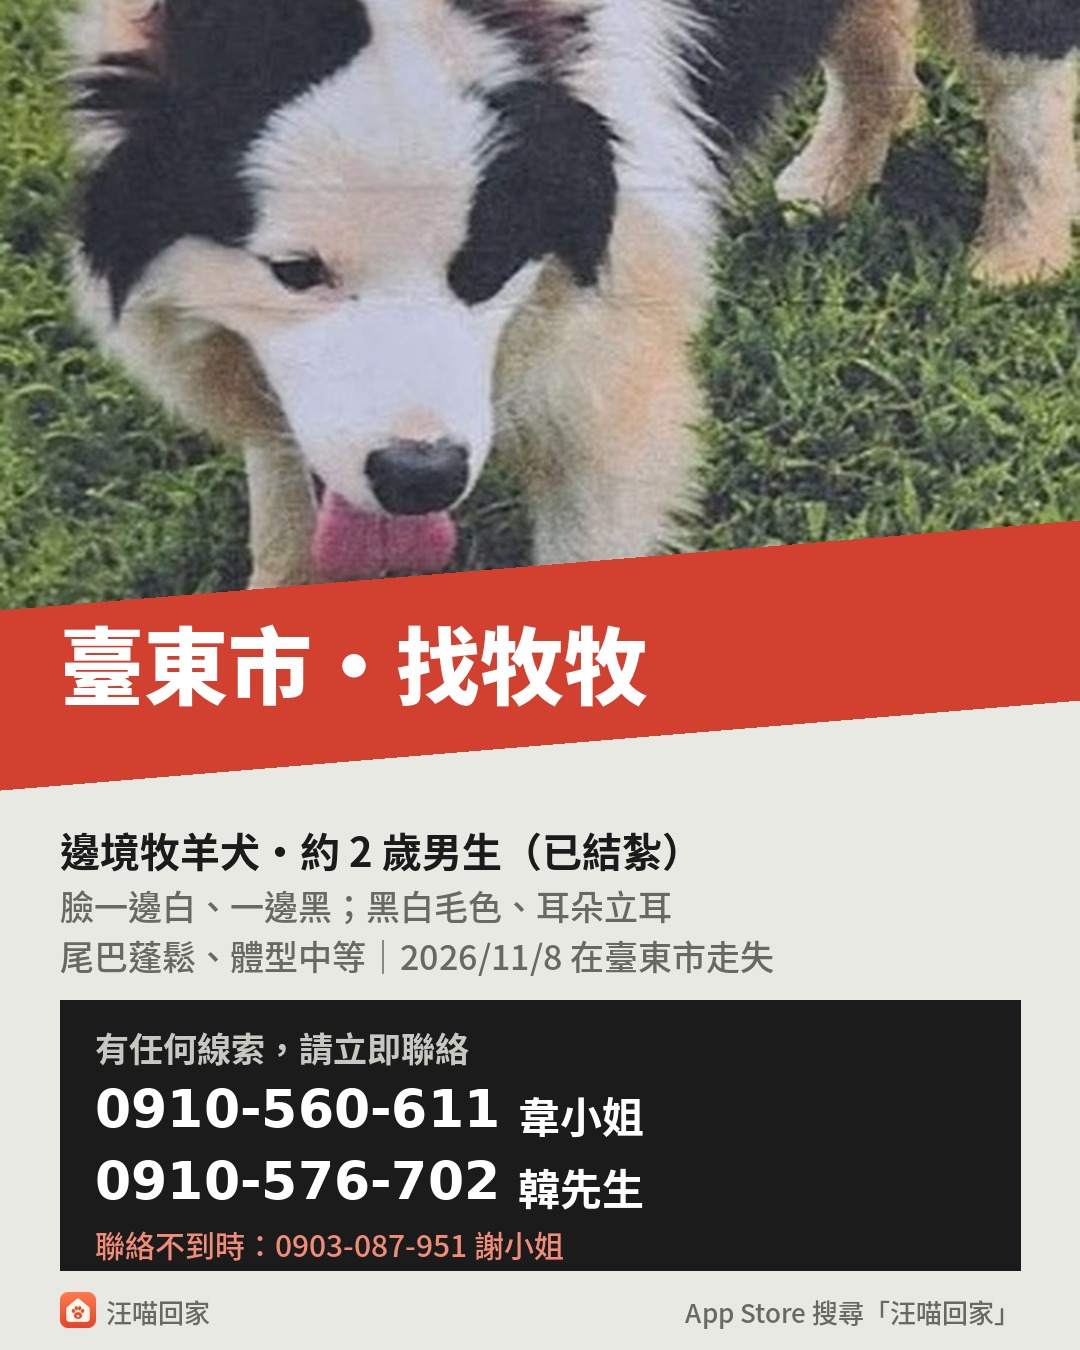 臺東市・找牧牧
邊境牧羊犬・約 2 歲男生（已結紮）
臉一邊白、一邊黑；黑白毛色、耳朵立耳
尾巴蓬鬆、體型中等｜2026/11/8 在臺東市走失
有任何線索，請立即聯絡
0910-560-611 韋小姐
0910-576-702 韓先生
聯絡不到時：0903-087-951 謝小姐
汪喵回家
App Store 搜尋「汪喵回家」